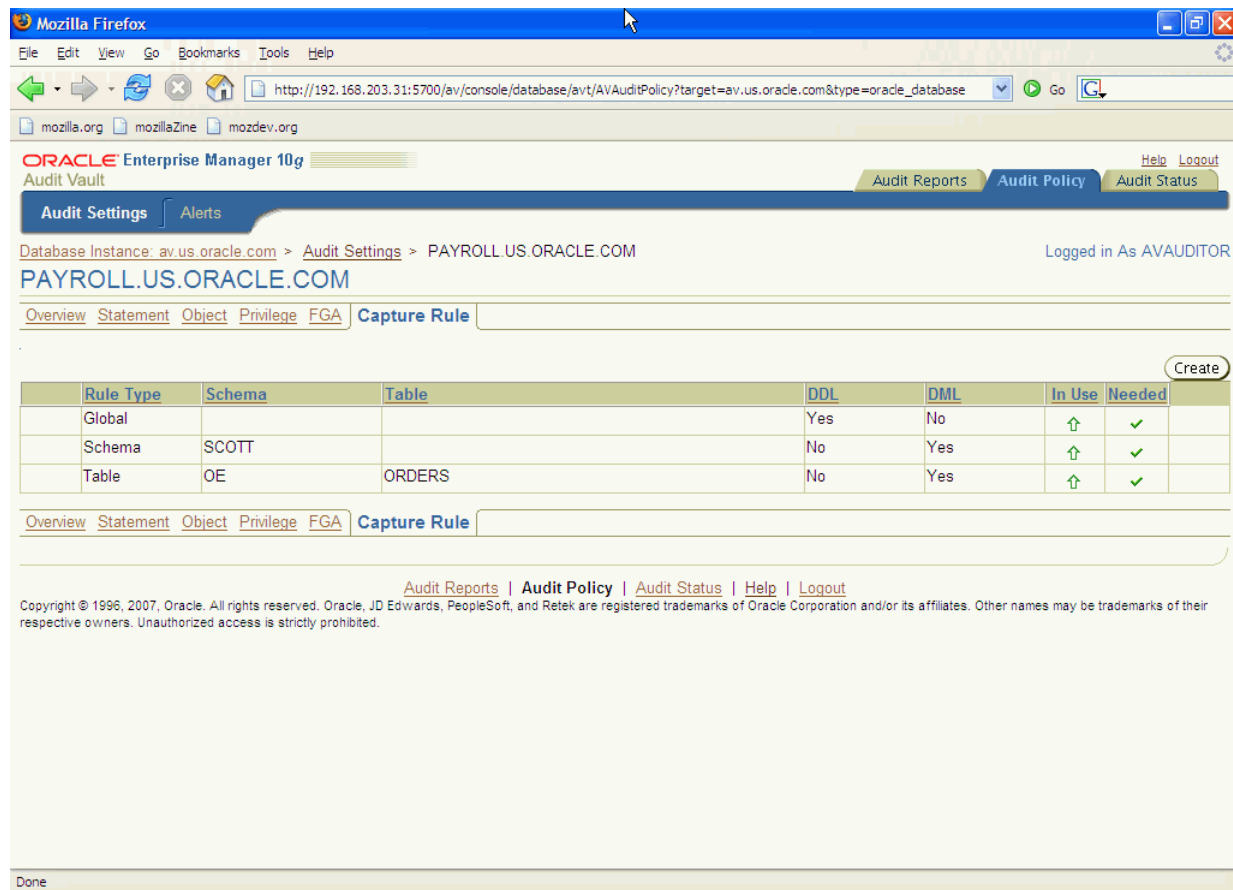 Mozilla Firefox
File Edit View Go Bookmarks Tools Help
http://192.168.203.31:5700/av/console/database/avt/AVAuditPolicy?target=av.us.oracle.com&type=oracle_database Go G
mozilla.org mozillaZine mozdev.org
ORACLE Enterprise Manager 10g
Audit Vault
Help Logout
Audit Reports Audit Policy Audit Status
Audit Settings Alerts
Database Instance: av.us.oracle.com > Audit Settings > PAYROLL.US.ORACLE.COM Logged in As AVAUDITOR
PAYROLL.US.ORACLE.COM
Overview Statement Object Privilege FGA Capture Rule
Create
Rule Type Schema Table DDL DML In Use Needed
Global Yes No
Schema SCOTT No Yes
Table OE ORDERS No Yes
Overview Statement Object Privilege FGA Capture Rule
Audit Reports | Audit Policy | Audit Status | Help | Logout
Copyright © 1996, 2007, Oracle. All rights reserved. Oracle, JD Edwards, PeopleSoft, and Retek are registered trademarks of Oracle Corporation and/or its affiliates. Other names may be trademarks of their
respective owners. Unauthorized access is strictly prohibited.
Done